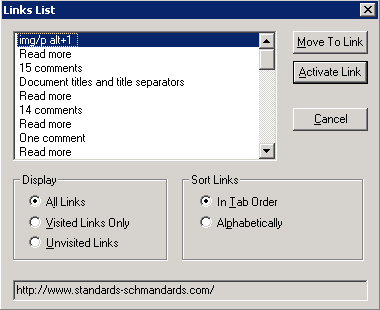 Links List
img/p alt+1
Read more
15 comments
Document titles and title separators
Read more
14 comments
Read more
One comment
Read more
Move To Link
Activate Link
Cancel
Display
All Links
Visited Links Only
Unvisited Links
Sort Links
In Tab Order
Alphabetically
http://www.standards-schmandards.com/